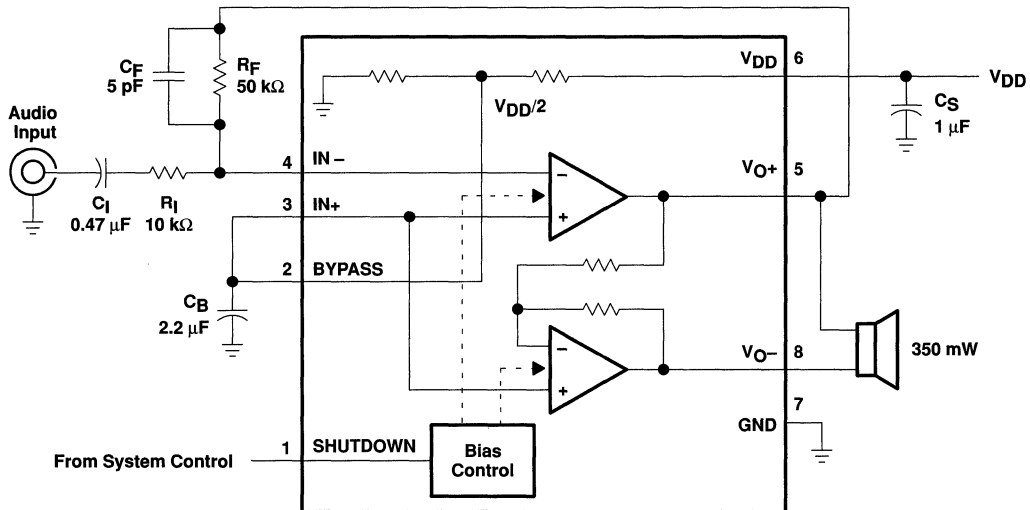 CF
5 pF
RF
50 kΩ
VDD
6
VDD
VDD/2
CS
1 μF
Audio
Input
4
IN −
VO+
5
CI
0.47 μF
RI
10 kΩ
3
IN+
−
+
2
BYPASS
CB
2.2 μF
−
+
VO−
8
350 mW
7
GND
1
SHUTDOWN
From System Control
Bias
Control